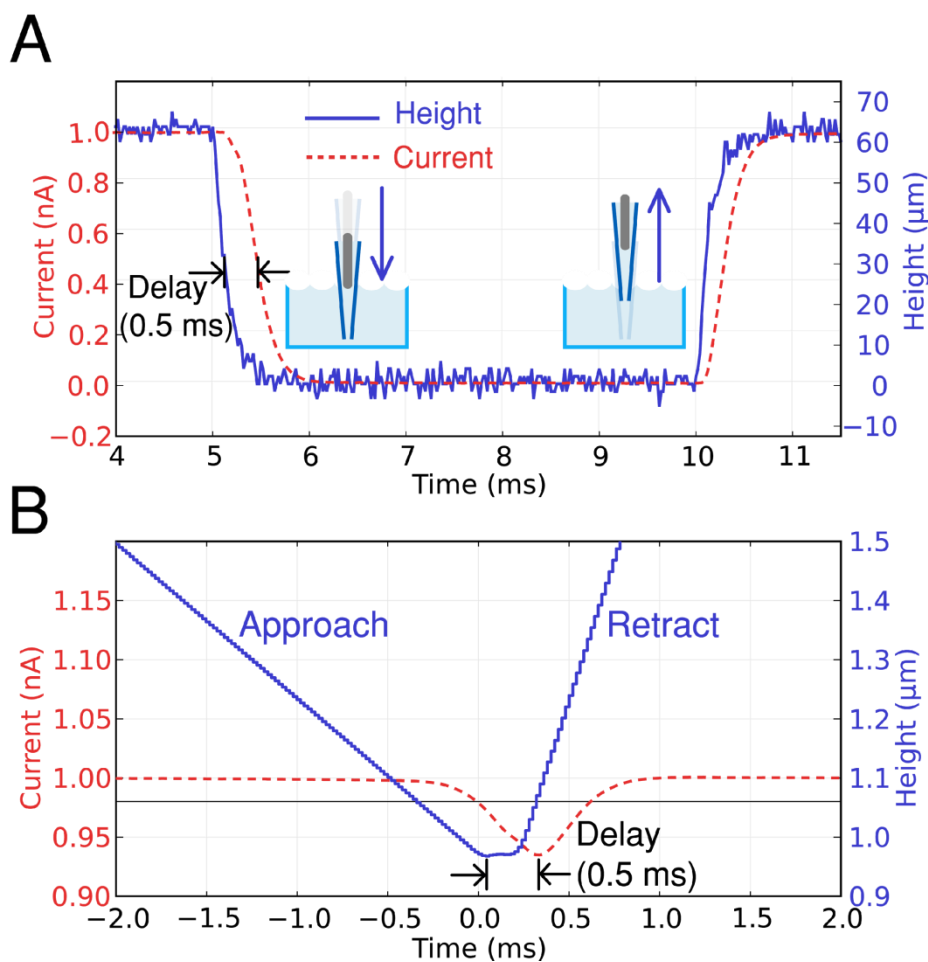 A
Height
Current
Current (nA)
1.0
0.8
0.6
0.4
0.2
0.0
−0.2
Delay
(0.5 ms)
Height (μm)
70
60
50
40
30
20
10
0
−10
4 5 6 7 8 9 10 11
Time (ms)
B
Approach
Retract
Current (nA)
1.15
1.10
1.05
1.00
0.95
0.90
Delay
(0.5 ms)
Height (μm)
1.5
1.4
1.3
1.2
1.1
1.0
0.9
−2.0 −1.5 −1.0 −0.5 0.0 0.5 1.0 1.5 2.0
Time (ms)